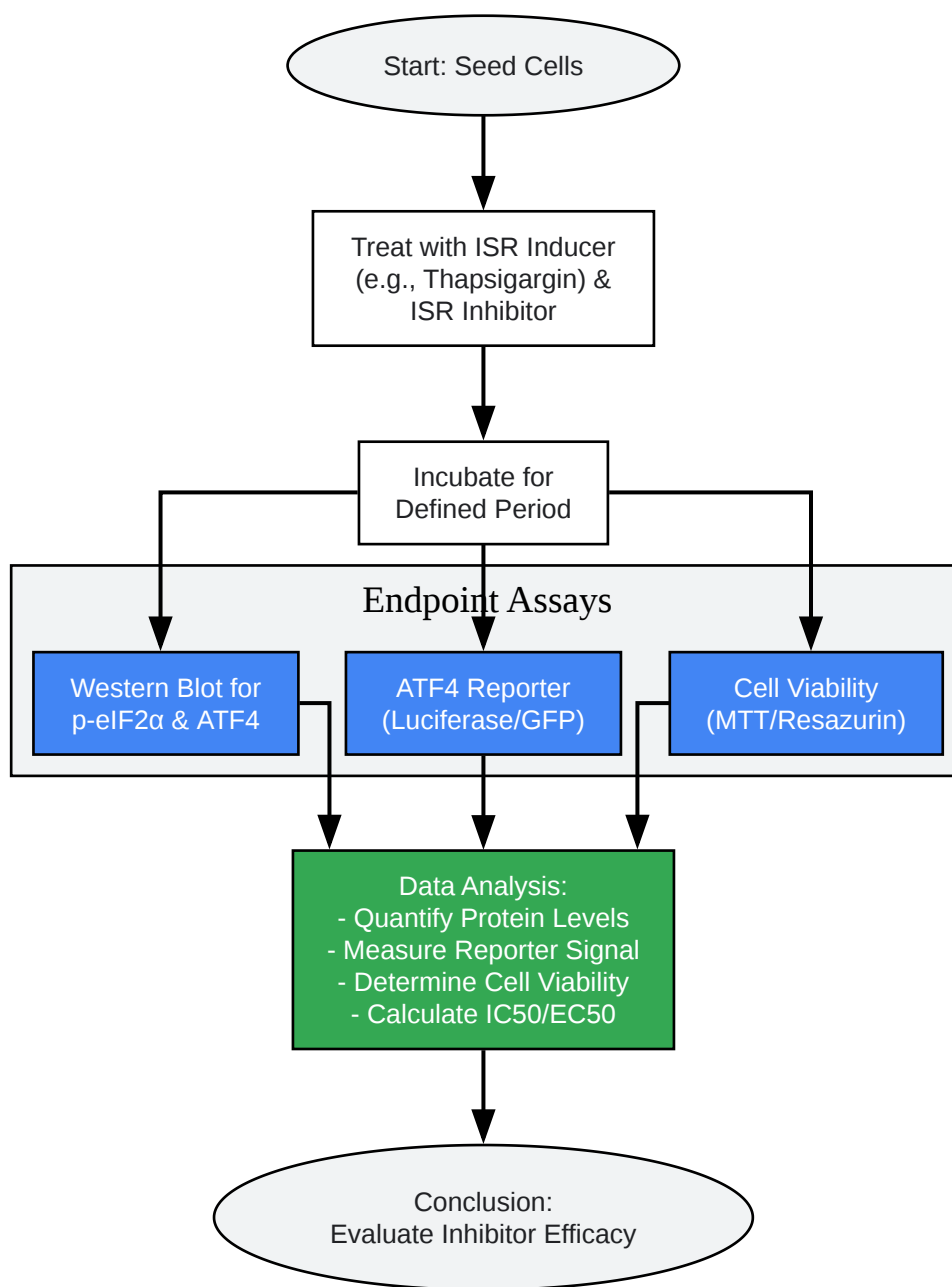 Start: Seed Cells
Treat with ISR Inducer
(e.g., Thapsigargin) &
ISR Inhibitor
Incubate for
Defined Period
Endpoint Assays
Western Blot for
p-eIF2α & ATF4
ATF4 Reporter
(Luciferase/GFP)
Cell Viability
(MTT/Resazurin)
Data Analysis:
- Quantify Protein Levels
- Measure Reporter Signal
- Determine Cell Viability
- Calculate IC50/EC50
Conclusion:
Evaluate Inhibitor Efficacy